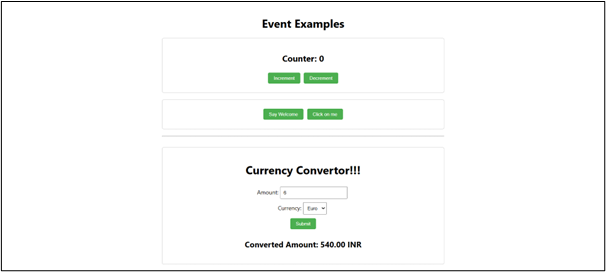 Event Examples
Counter: 0
Increment Decrement
Say Welcome Click on me
Currency Convertor!!!
Amount: 6
Currency: Euro
Submit
Converted Amount: 540.00 INR